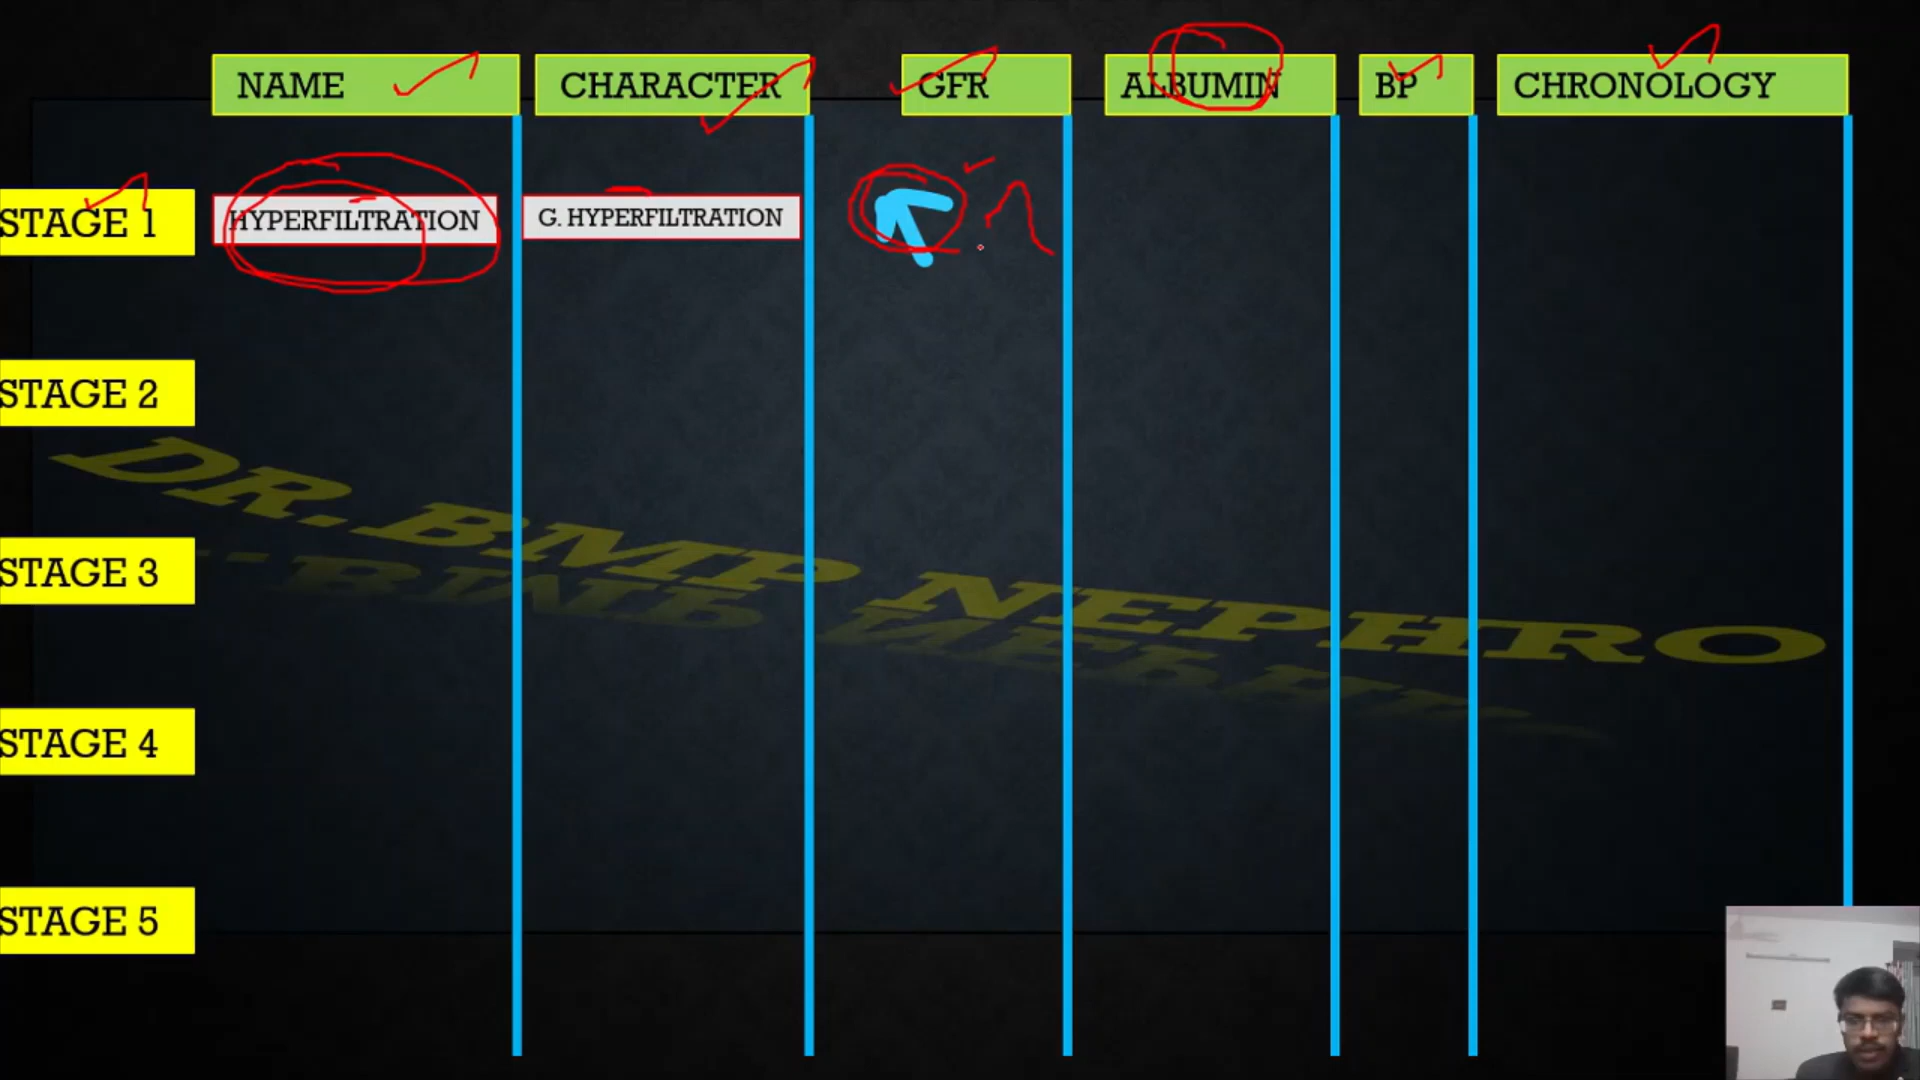 NAME CHARACTER GFR ALBUMIN BP CHRONOLOGY
STAGE 1 HYPERFILTRATION G. HYPERFILTRATION
STAGE 2
DR.BMP NEPHRO
STAGE 3
STAGE 4
STAGE 5